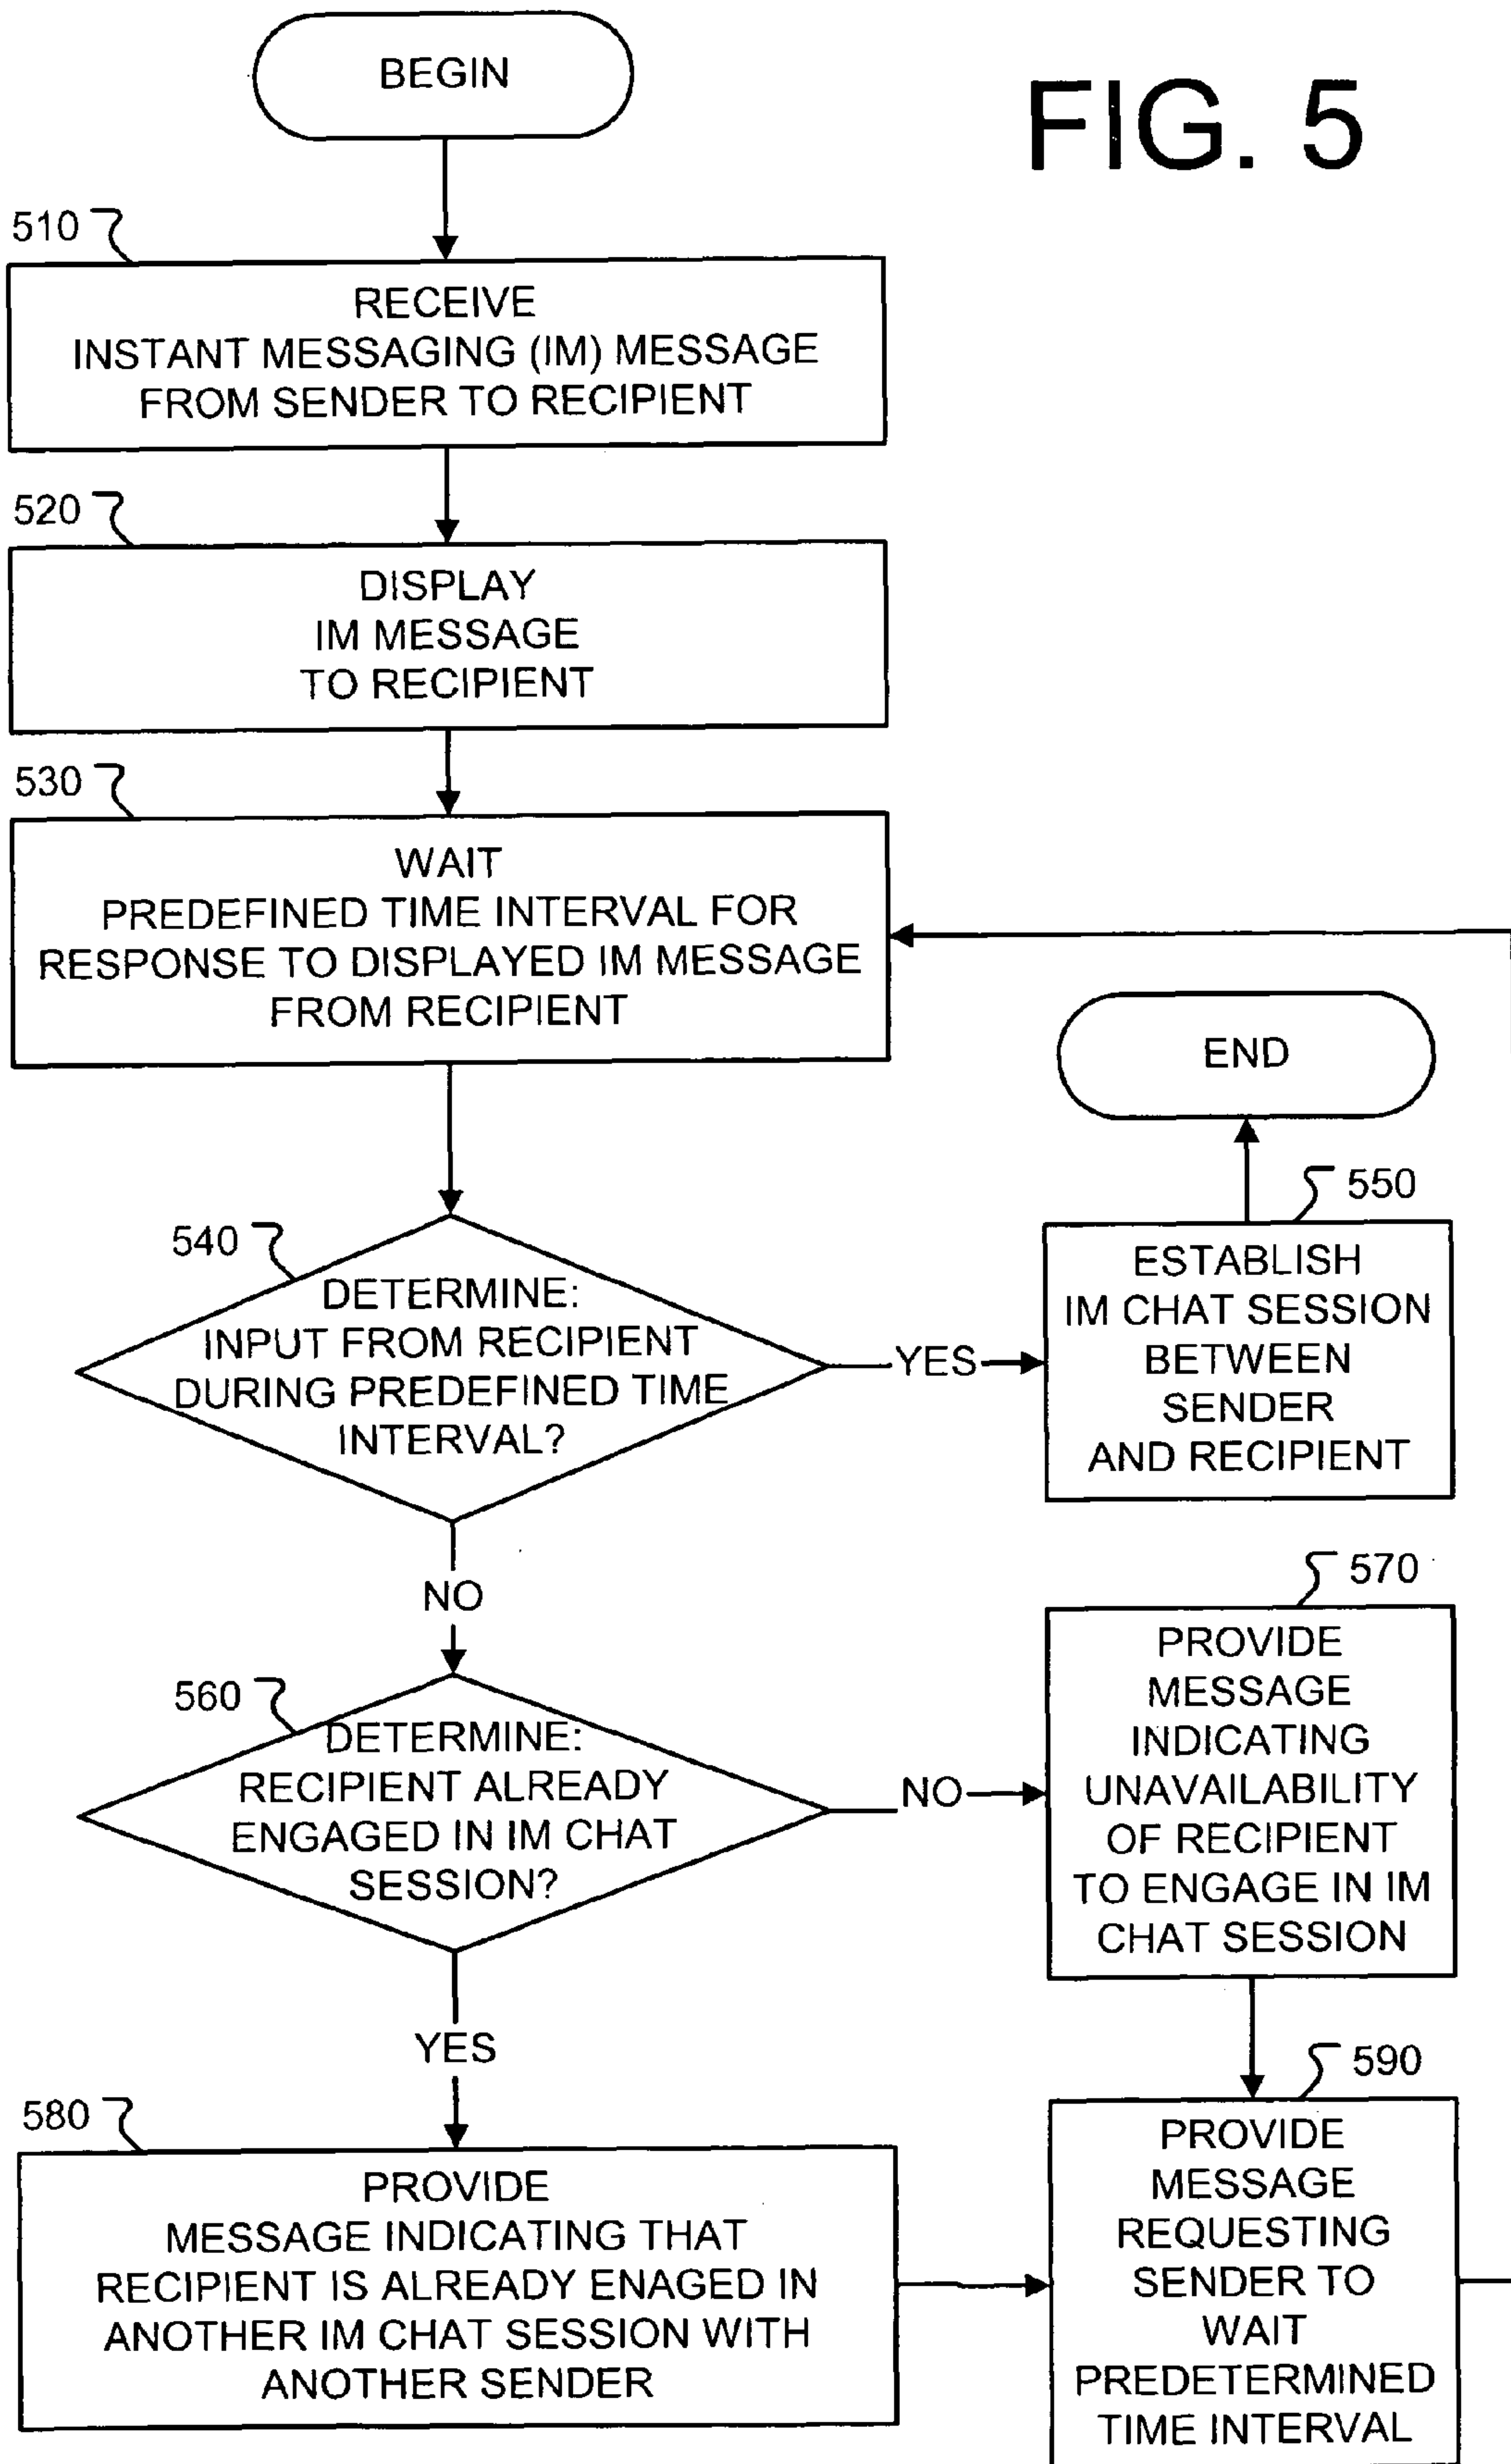 BEGIN
FIG. 5
510
RECEIVE
INSTANT MESSAGING (IM) MESSAGE
FROM SENDER TO RECIPIENT
520
DISPLAY
IM MESSAGE
TO RECIPIENT
530
WAIT
PREDEFINED TIME INTERVAL FOR
RESPONSE TO DISPLAYED IM MESSAGE
FROM RECIPIENT
END
540
DETERMINE:
INPUT FROM RECIPIENT
DURING PREDEFINED TIME
INTERVAL?
YES
550
ESTABLISH
IM CHAT SESSION
BETWEEN
SENDER
AND RECIPIENT
NO
560
DETERMINE:
RECIPIENT ALREADY
ENGAGED IN IM CHAT
SESSION?
NO
570
PROVIDE
MESSAGE
INDICATING
UNAVAILABILITY
OF RECIPIENT
TO ENGAGE IN IM
CHAT SESSION
YES
580
PROVIDE
MESSAGE INDICATING THAT
RECIPIENT IS ALREADY ENAGED IN
ANOTHER IM CHAT SESSION WITH
ANOTHER SENDER
590
PROVIDE
MESSAGE
REQUESTING
SENDER TO
WAIT
PREDETERMINED
TIME INTERVAL